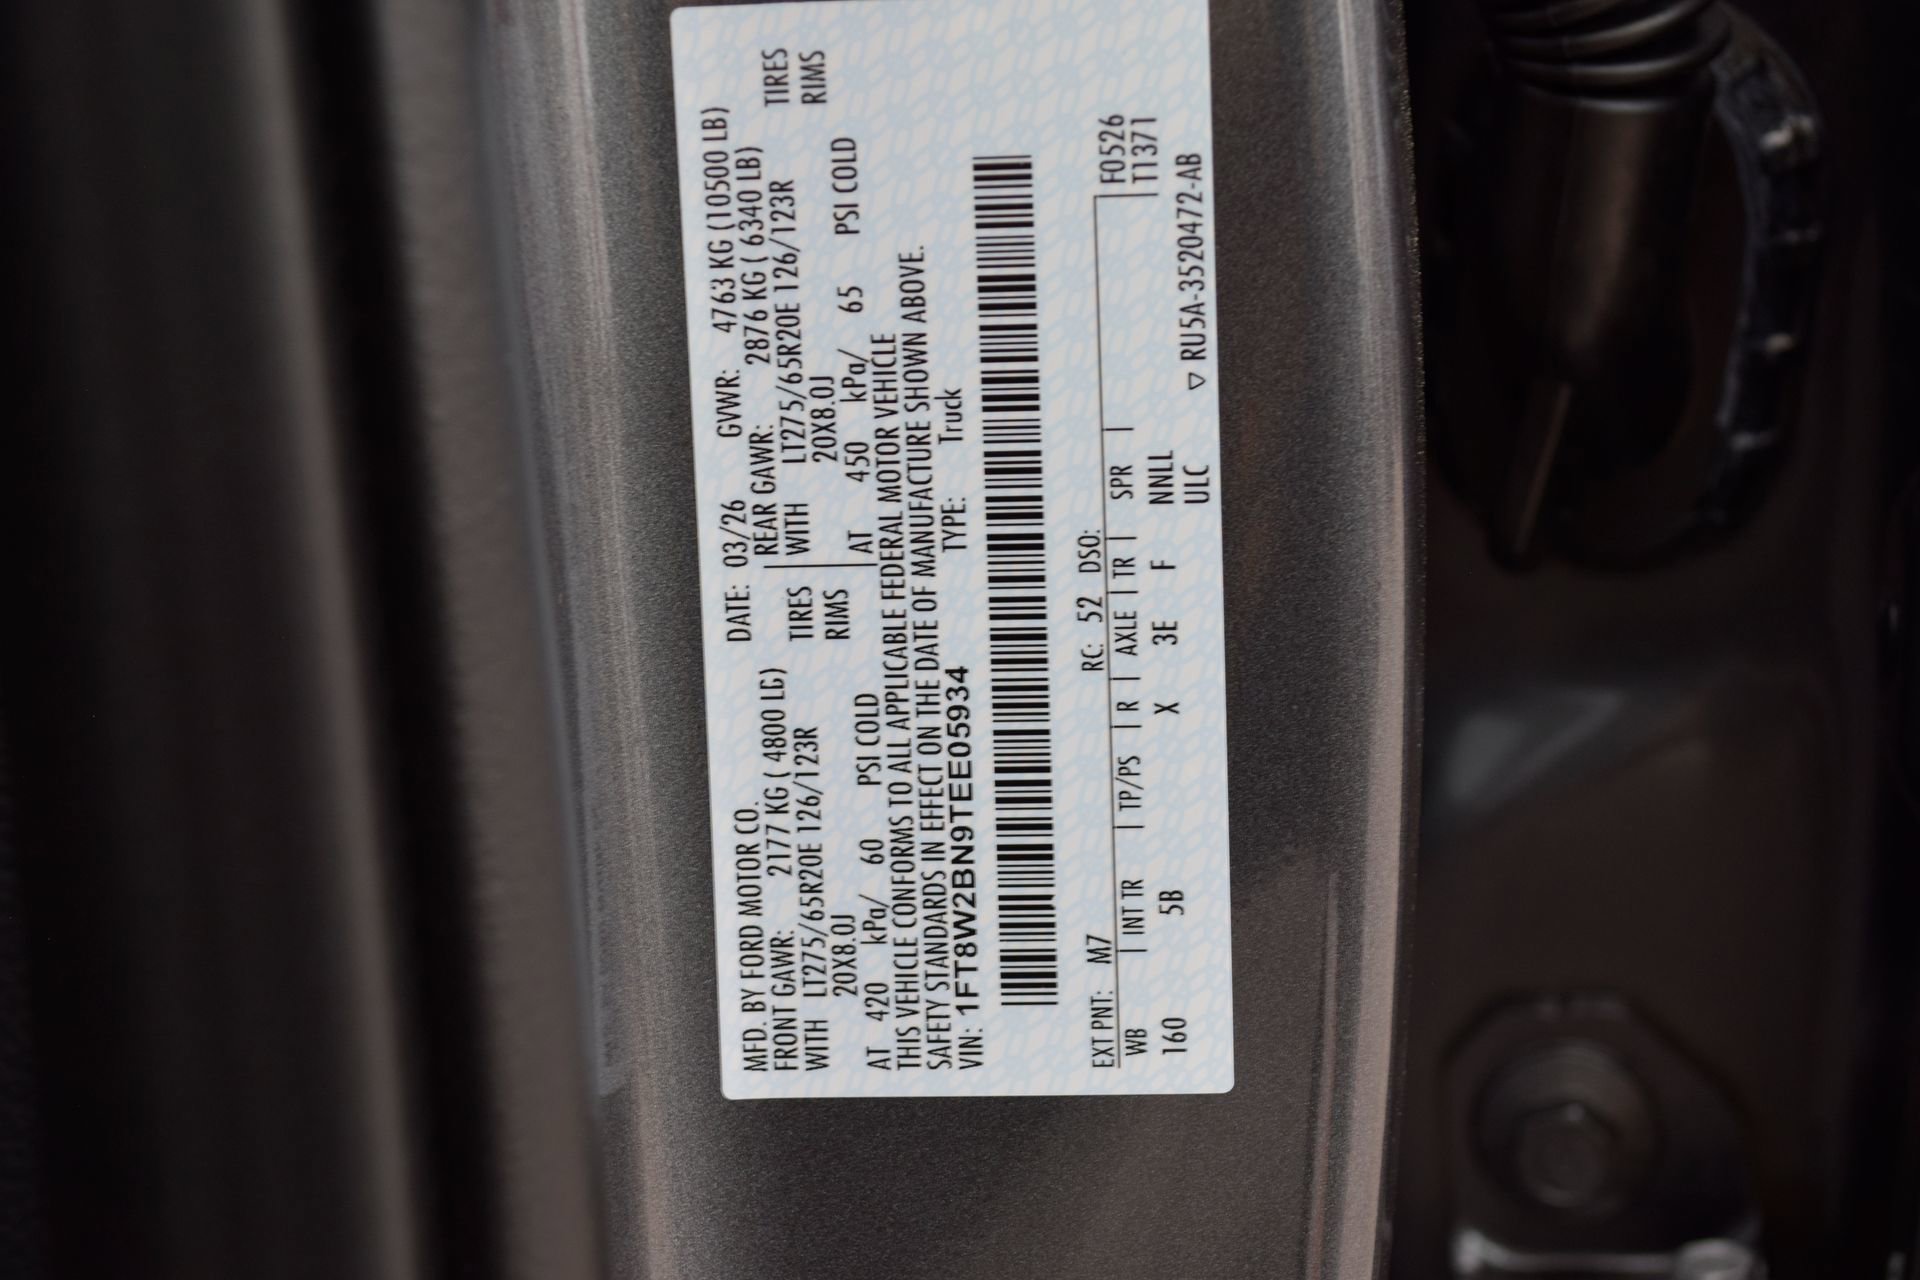 MFD. BY FORD MOTOR CO. DATE: 03/26 GVWR: 4763 KG (10500 LB)
FRONT GAWR: 2177 KG ( 4800 LG) REAR GAWR: 2876 KG ( 6340 LB)
WITH LT275/65R20E 126/123R TIRES WITH LT275/65R20E 126/123R TIRES
20X8.0J RIMS 20X8.0J RIMS
AT 420 kPa/ 60 PSI COLD AT 450 kPa/ 65 PSI COLD
THIS VEHICLE CONFORMS TO ALL APPLICABLE FEDERAL MOTOR VEHICLE
SAFETY STANDARDS IN EFFECT ON THE DATE OF MANUFACTURE SHOWN ABOVE.
VIN: 1FT8W2BN9TEE05934 TYPE: Truck
EXT PNT: M7 RC: 52 DSO: F0526
WB INT TR TP/PS R AXLE TR SPR T1371
160 5B X 3E F NNLL
ULC ▽ RU5A-3520472-AB